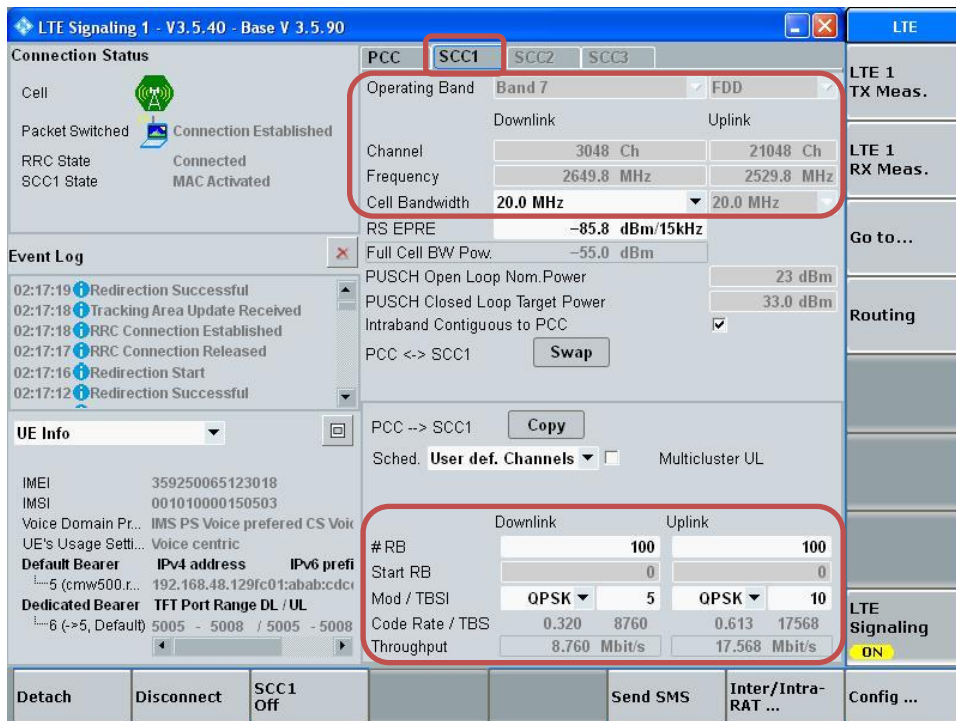 LTE Signaling 1 - V3.5.40 - Base V 3.5.90
LTE
Connection Status
Cell
Packet Switched Connection Established
RRC State Connected
SCC1 State MAC Activated
Event Log
02:17:19 Redirection Successful
02:17:18 Tracking Area Update Received
02:17:18 RRC Connection Established
02:17:17 RRC Connection Released
02:17:16 Redirection Start
02:17:12 Redirection Successful
UE Info
IMEI 359250065123018
IMSI 001010000150503
Voice Domain Pr... IMS PS Voice prefered CS Voic
UE's Usage Setti... Voice centric
Default Bearer IPv4 address IPv6 prefi
5 (cmw500.r... 192.168.48.129fc01:abab:cdc
Dedicated Bearer TFT Port Range DL / UL
6 (->5, Default) 5005 - 5008 / 5005 - 5008
PCC SCC1 SCC2 SCC3
Operating Band Band 7 FDD
Downlink Uplink
Channel 3048 Ch 21048 Ch
Frequency 2649.8 MHz 2529.8 MHz
Cell Bandwidth 20.0 MHz 20.0 MHz
RS EPRE -85.8 dBm/15kHz
Full Cell BW Pow. -55.0 dBm
PUSCH Open Loop Nom.Power 23 dBm
PUSCH Closed Loop Target Power 33.0 dBm
Intraband Contiguous to PCC
PCC <-> SCC1 Swap
PCC --> SCC1 Copy
Sched. User def. Channels Multicluster UL
Downlink Uplink
# RB 100 100
Start RB 0 0
Mod / TBSI QPSK 5 QPSK 10
Code Rate / TBS 0.320 8760 0.613 17568
Throughput 8.760 Mbit/s 17.568 Mbit/s
LTE 1
TX Meas.
LTE 1
RX Meas.
Go to...
Routing
LTE
Signaling
ON
Detach
Disconnect
SCC1
Off
Send SMS
Inter/Intra-
RAT ...
Config ...